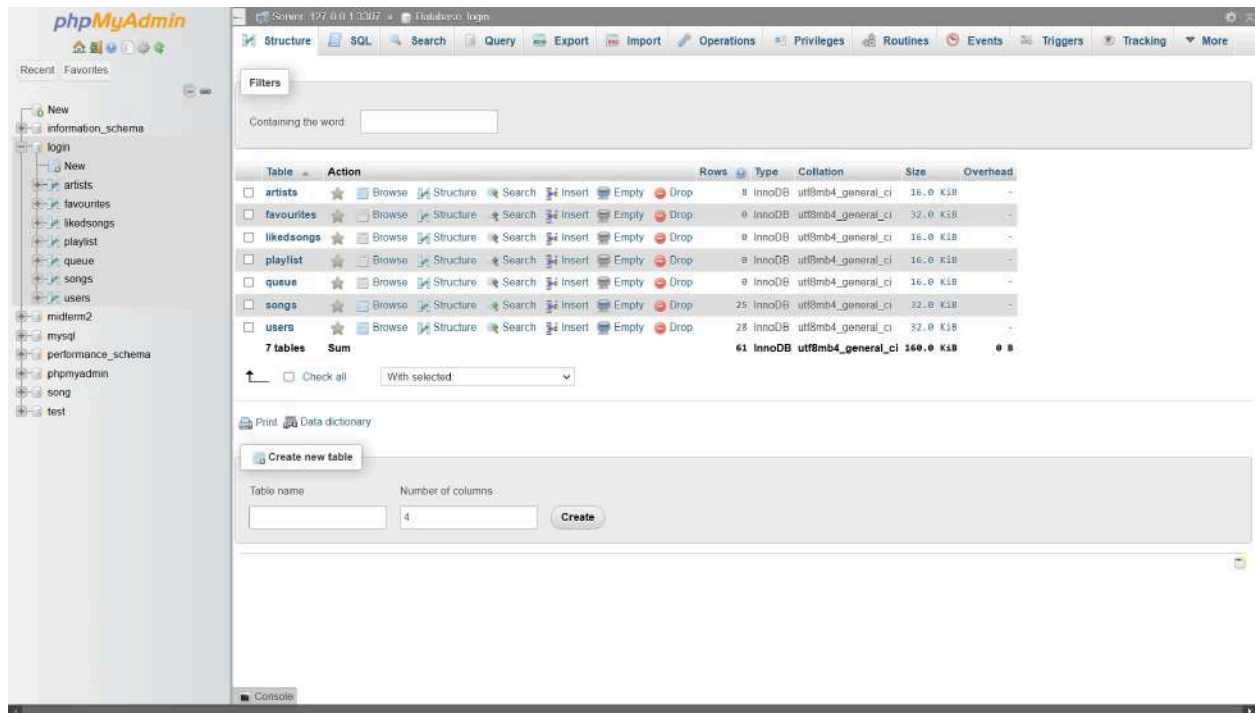 phpMyAdmin
Server: 127.0.0.1:3307 » Database: login
Structure SQL Search Query Export Import Operations Privileges Routines Events Triggers Tracking More
Recent Favorites
New
information_schema
login
New
artists
favourites
likedsongs
playlist
queue
songs
users
midterm2
mysql
performance_schema
phpmyadmin
song
test
Filters
Containing the word:
Table Action Rows Type Collation Size Overhead
artists Browse Structure Search Insert Empty Drop 8 InnoDB utf8mb4_general_ci 16.0 KiB -
favourites Browse Structure Search Insert Empty Drop 0 InnoDB utf8mb4_general_ci 32.0 KiB -
likedsongs Browse Structure Search Insert Empty Drop 0 InnoDB utf8mb4_general_ci 16.0 KiB -
playlist Browse Structure Search Insert Empty Drop 0 InnoDB utf8mb4_general_ci 16.0 KiB -
queue Browse Structure Search Insert Empty Drop 0 InnoDB utf8mb4_general_ci 16.0 KiB -
songs Browse Structure Search Insert Empty Drop 25 InnoDB utf8mb4_general_ci 32.0 KiB -
users Browse Structure Search Insert Empty Drop 28 InnoDB utf8mb4_general_ci 32.0 KiB -
7 tables Sum 61 InnoDB utf8mb4_general_ci 160.0 KiB 0 B
Check all With selected:
Print Data dictionary
Create new table
Table name Number of columns
4 Create
Console